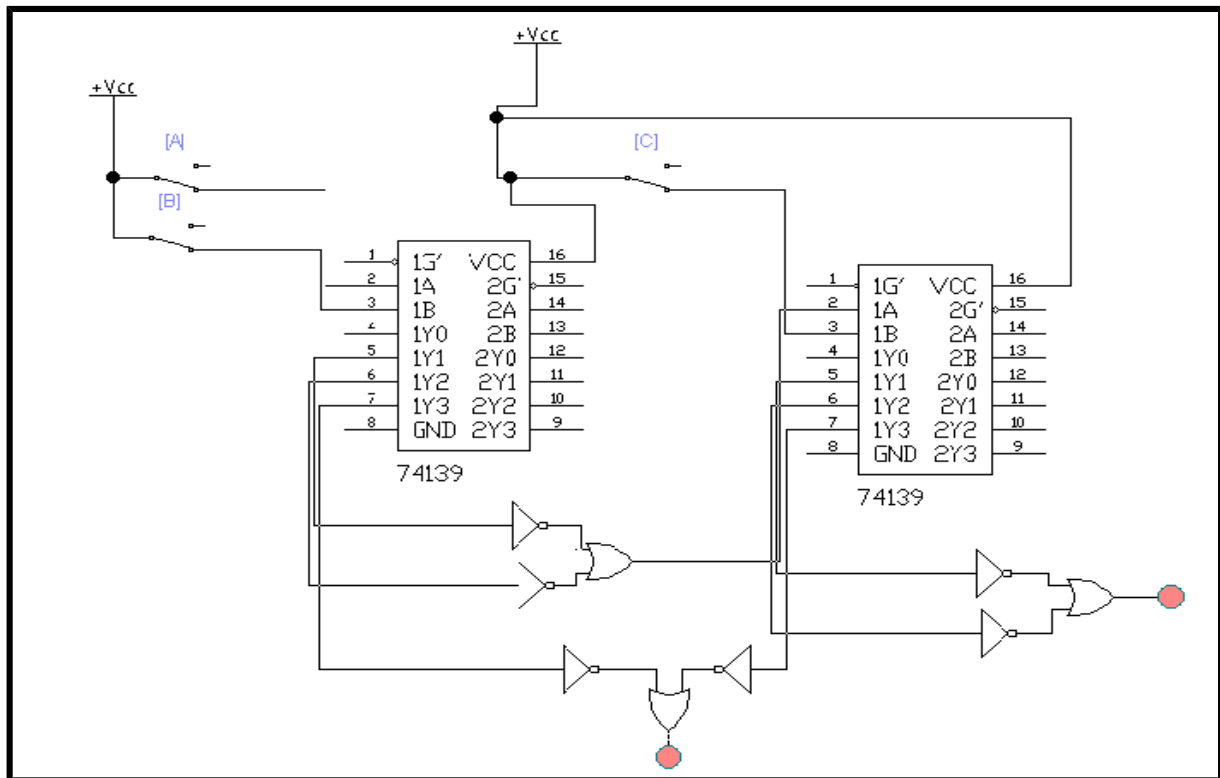 +Vcc
+Vcc
[A]
[C]
[B]
1 1G' VCC 16
2 1A 2G' 15
3 1B 2A 14
1Y0 2B 13
5 1Y1 2Y0 12
6 1Y2 2Y1 11
7 1Y3 2Y2 10
8 GND 2Y3 9
74139
1 1G' VCC 16
2 1A 2G' 15
3 1B 2A 14
4 1Y0 2B 13
5 1Y1 2Y0 12
6 1Y2 2Y1 11
7 1Y3 2Y2 10
8 GND 2Y3 9
74139